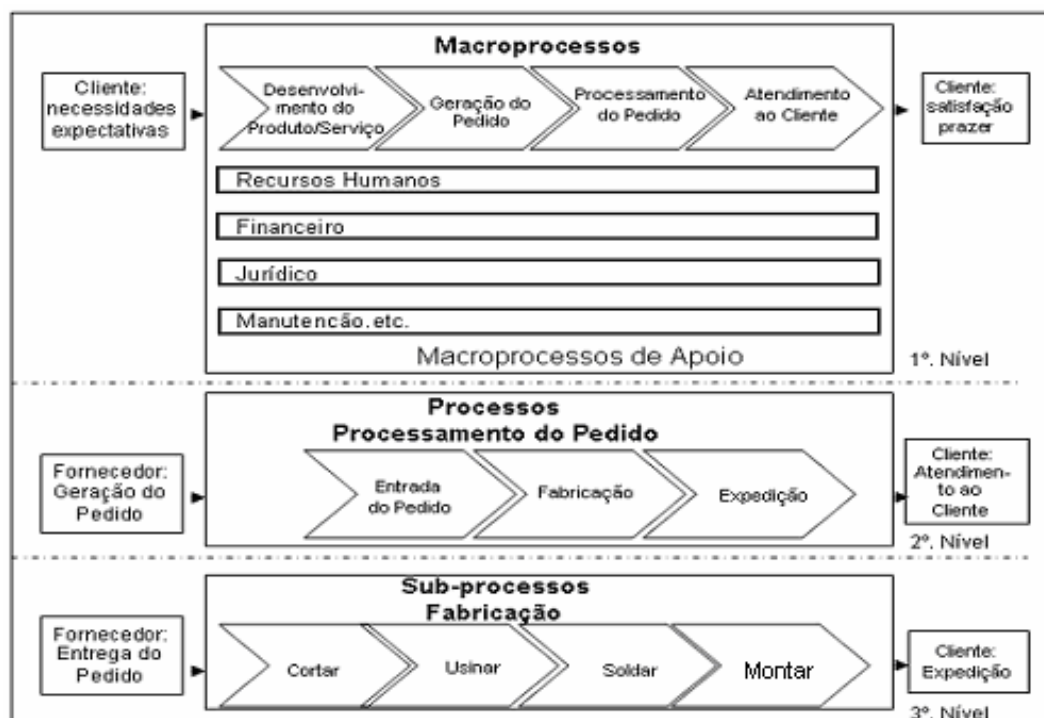 Macroprocessos
Cliente:
necessidades
expectativas
Desenvolvi-
mento do
Produto/Serviço
Geração do
Pedido
Processamento
do Pedido
Atendimento
ao Cliente
Cliente:
satisfação
prazer
Recursos Humanos
Financeiro
Jurídico
Manutencão.etc.
Macroprocessos de Apoio
1º. Nível
Processos
Processamento do Pedido
Fornecedor:
Geração do
Pedido
Entrada
do Pedido
Fabricação
Expedição
Cliente:
Atendimen-
to ao
Cliente
2º. Nível
Sub-processos
Fabricação
Fornecedor:
Entrega do
Pedido
Cortar
Usinar
Soldar
Montar
Cliente:
Expedição
3º. Nível